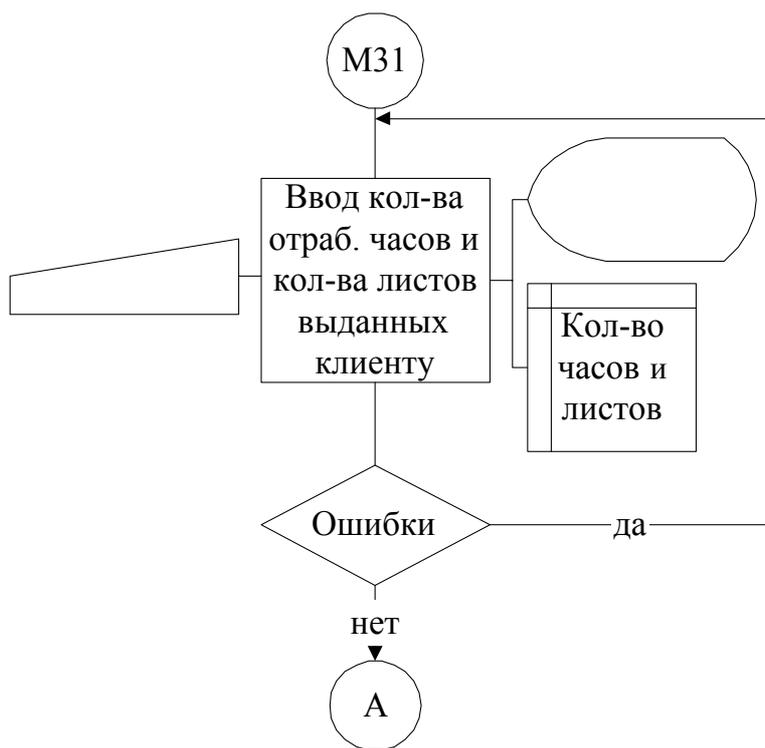 М31
Ввод кол-ва
отраб. часов и
кол-ва листов
выданных
клиенту
Кол-во
часов и
листов
Ошибки
да
нет
А